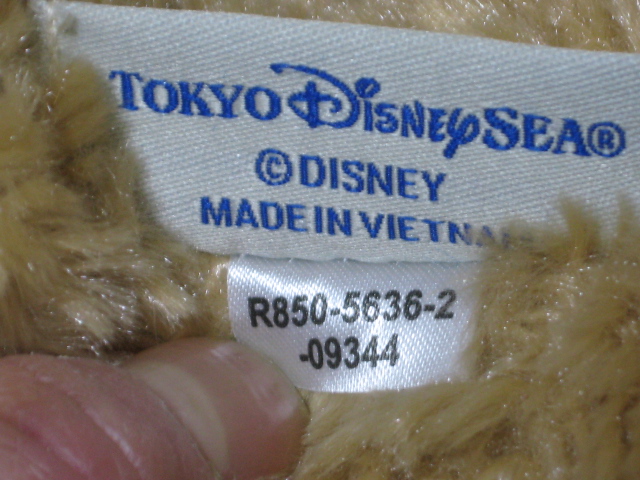 TOKYO DISNEYSEA®
©DISNEY
MADE IN VIETNA
R850-5636-2
-09344